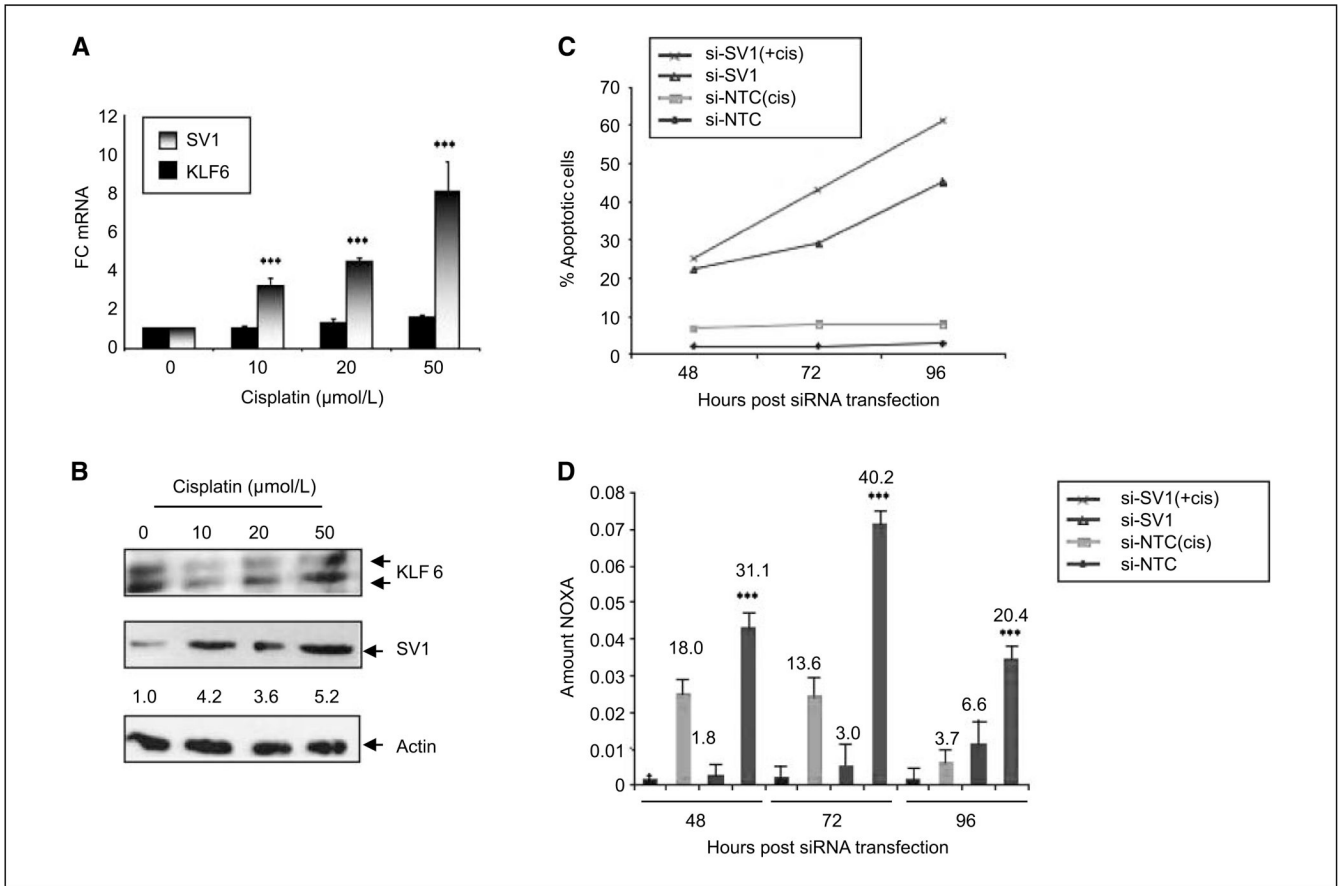 A
FC mRNA
12
10
8
6
4
2
0
SV1
KLF6
***
***
***
0 10 20 50
Cisplatin (μmol/L)
B
Cisplatin (μmol/L)
0 10 20 50
KLF 6
SV1
1.0 4.2 3.6 5.2
Actin
C
si-SV1(+cis)
si-SV1
si-NTC(cis)
si-NTC
% Apoptotic cells
70
60
50
40
30
20
10
0
48 72 96
Hours post siRNA transfection
D
Amount NOXA
0.08
0.07
0.06
0.05
0.04
0.03
0.02
0.01
0
18.0
1.8
31.1
***
13.6
3.0
40.2
***
3.7
6.6
20.4
***
48 72 96
Hours post siRNA transfection
si-SV1(+cis)
si-SV1
si-NTC(cis)
si-NTC